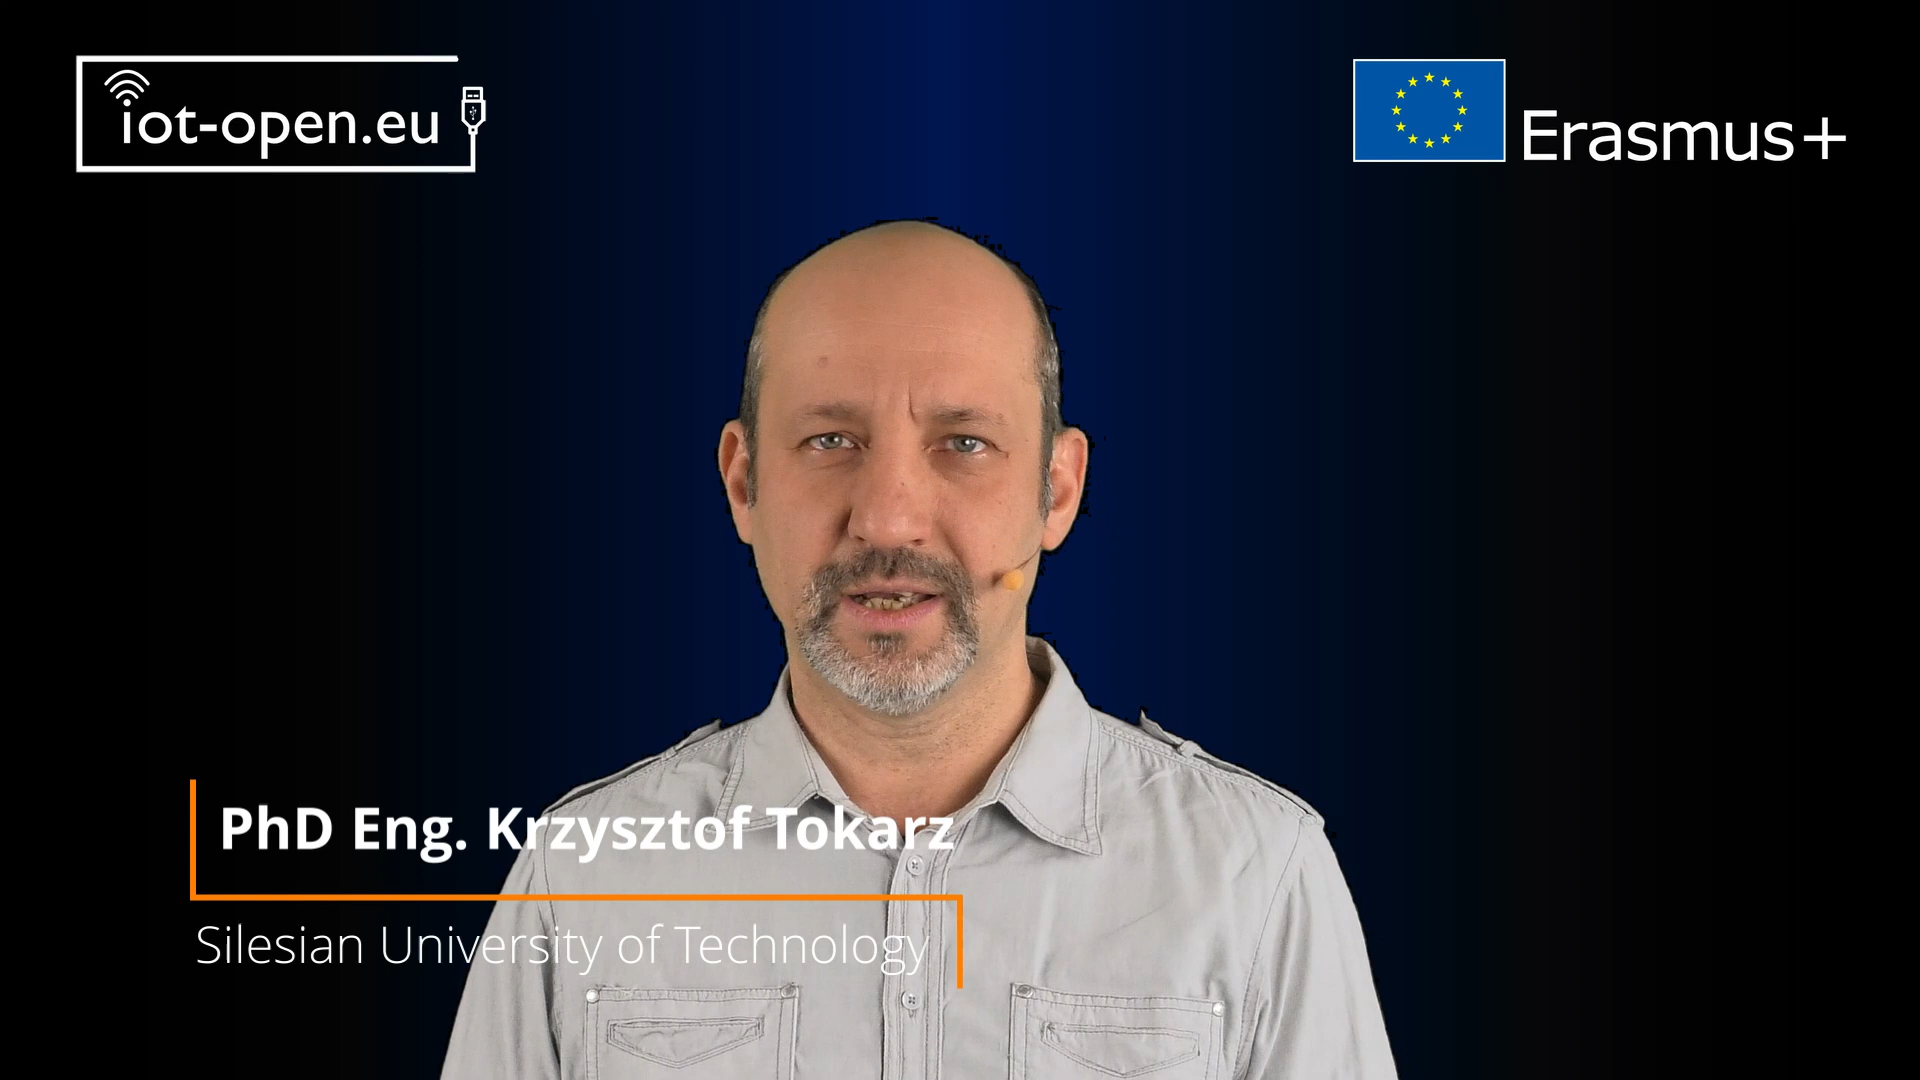 iot-open.eu
Erasmus+
PhD Eng. Krzysztof Tokarz
Silesian University of Technology